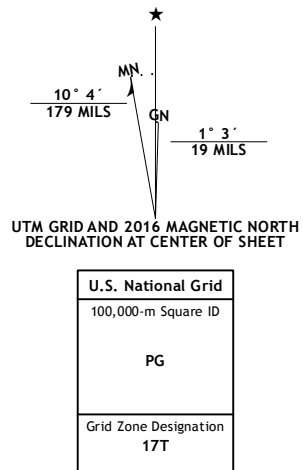 MN
10° 4´
179 MILS
GN
1° 3´
19 MILS
UTM GRID AND 2016 MAGNETIC NORTH
DECLINATION AT CENTER OF SHEET
U.S. National Grid
100,000-m Square ID
PG
Grid Zone Designation
17T